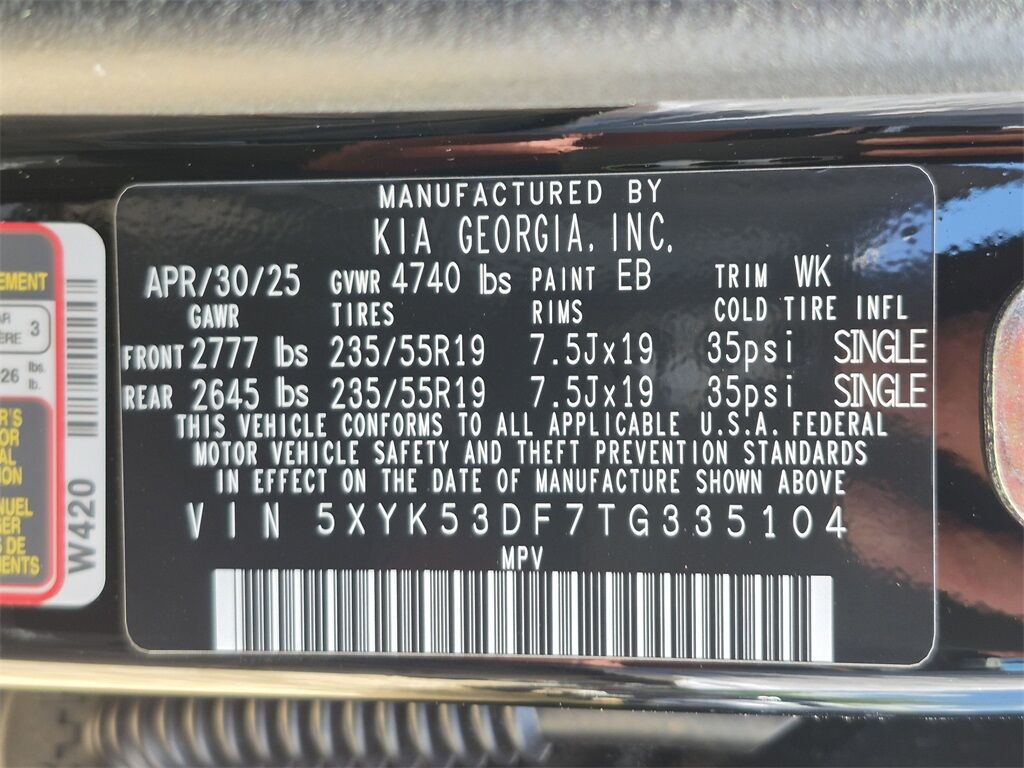 MANUFACTURED BY
KIA GEORGIA, INC.
APR/30/25 GVWR 4740 lbs PAINT EB TRIM WK
GAWR TIRES RIMS COLD TIRE INFL
FRONT 2777 lbs 235/55R19 7.5Jx19 35psi SINGLE
REAR 2645 lbs 235/55R19 7.5Jx19 35psi SINGLE
THIS VEHICLE CONFORMS TO ALL APPLICABLE U.S.A. FEDERAL
MOTOR VEHICLE SAFETY AND THEFT PREVENTION STANDARDS
IN EFFECT ON THE DATE OF MANUFACTURE SHOWN ABOVE
VIN 5XYK53DF7TG335104
MPV
3
lbs.
lb.
W420